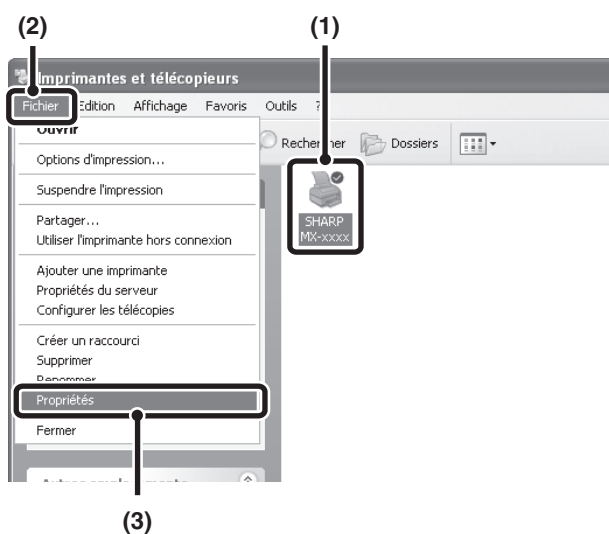 (2) (1)
Imprimantes et télécopieurs
Fichier Edition Affichage Favoris Outils ?
Ouvrir
Rechercher Dossiers
Options d'impression...
Suspendre l'impression
SHARP
MX-xxxx
Partager...
Utiliser l'imprimante hors connexion
Ajouter une imprimante
Propriétés du serveur
Configurer les télécopies
Créer un raccourci
Supprimer
Renommer
Propriétés
Fermer
(3)